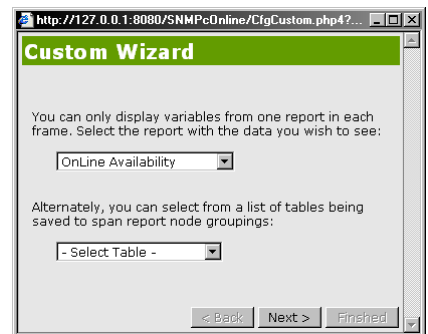 http://127.0.0.1:8080/SNMPcOnline/CfgCustom.php4?...
Custom Wizard
You can only display variables from one report in each
frame. Select the report with the data you wish to see:
OnLine Availability
Alternately, you can select from a list of tables being
saved to span report node groupings:
- Select Table -
< Back Next > Finshed